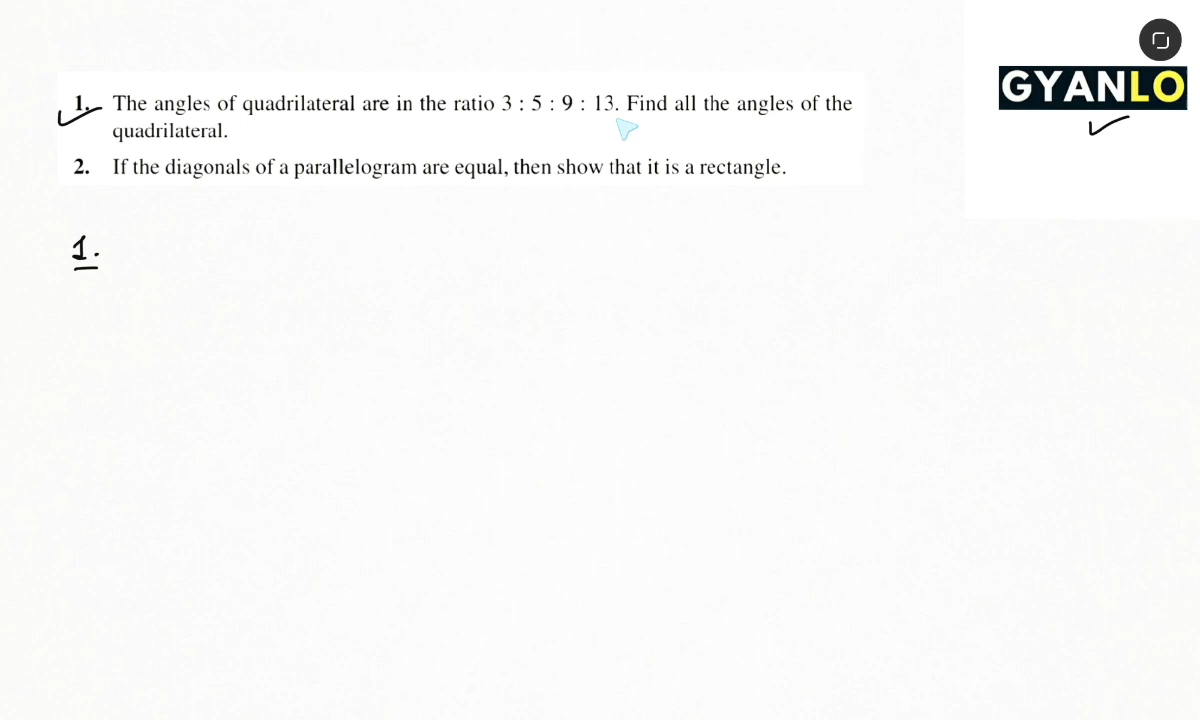 GYANLO
1. The angles of quadrilateral are in the ratio 3 : 5 : 9 : 13. Find all the angles of the
quadrilateral.
2. If the diagonals of a parallelogram are equal, then show that it is a rectangle.
1.